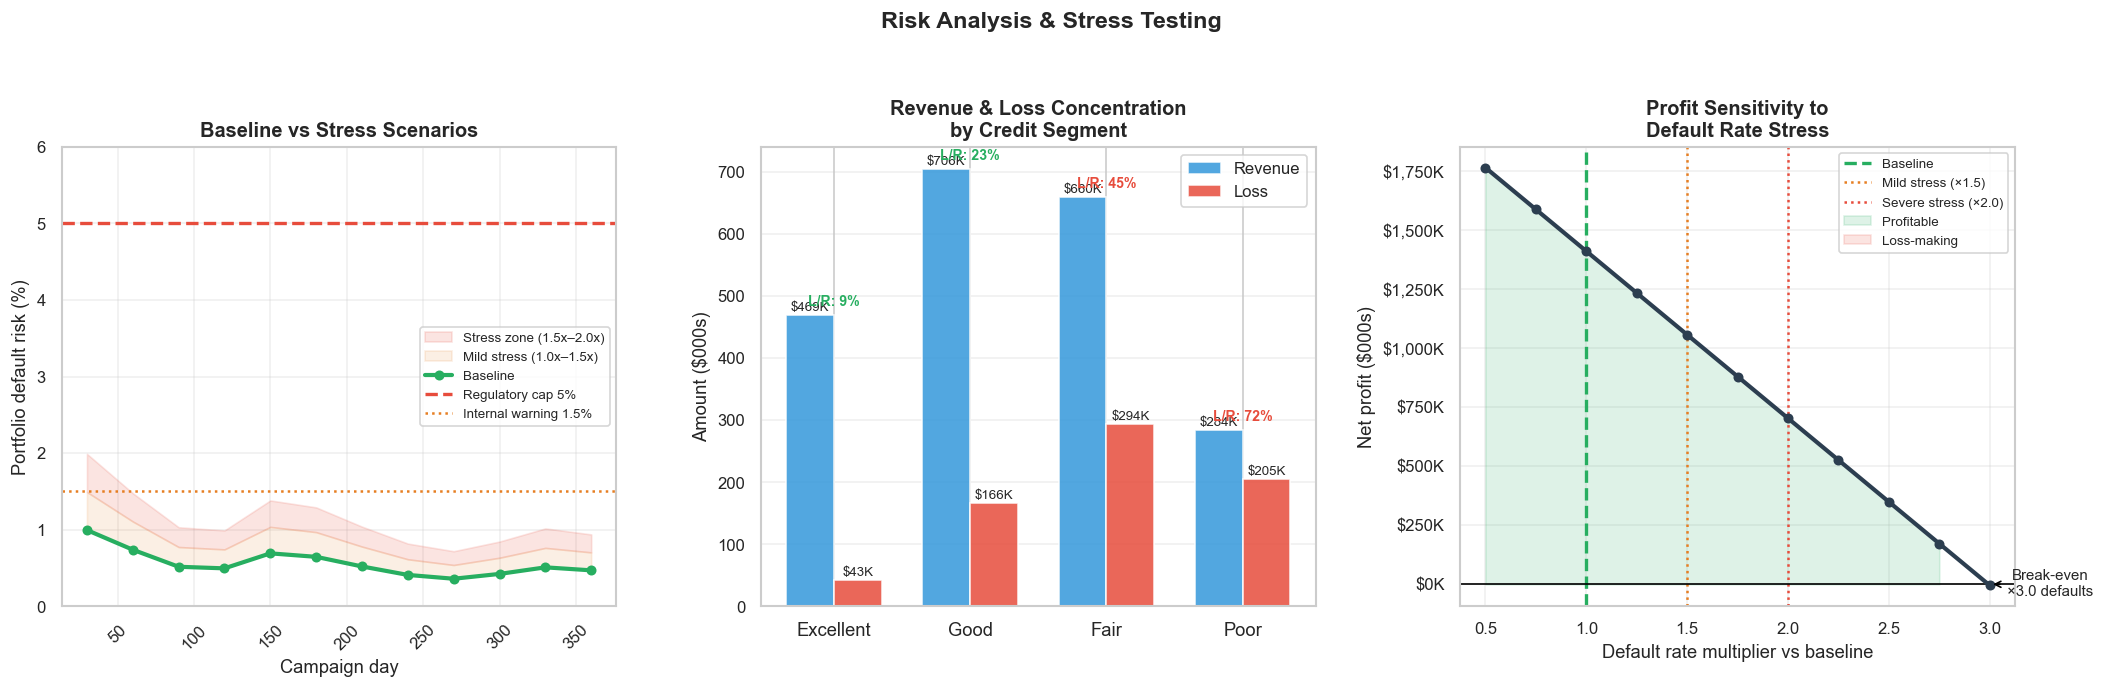 Risk Analysis & Stress Testing
Baseline vs Stress Scenarios
Portfolio default risk (%)
6
5
4
3
2
1
0
Stress zone (1.5x–2.0x)
Mild stress (1.0x–1.5x)
Baseline
Regulatory cap 5%
Internal warning 1.5%
50
100
150
200
250
300
350
Campaign day
Revenue & Loss Concentration
by Credit Segment
Amount ($000s)
700
600
500
400
300
200
100
0
Revenue
Loss
L/R: 9%
$469K
$43K
L/R: 23%
$706K
$166K
L/R: 45%
$660K
$294K
L/R: 72%
$284K
$205K
Excellent
Good
Fair
Poor
Profit Sensitivity to
Default Rate Stress
Net profit ($000s)
$1,750K
$1,500K
$1,250K
$1,000K
$750K
$500K
$250K
$0K
Baseline
Mild stress (×1.5)
Severe stress (×2.0)
Profitable
Loss-making
Break-even
×3.0 defaults
0.5
1.0
1.5
2.0
2.5
3.0
Default rate multiplier vs baseline